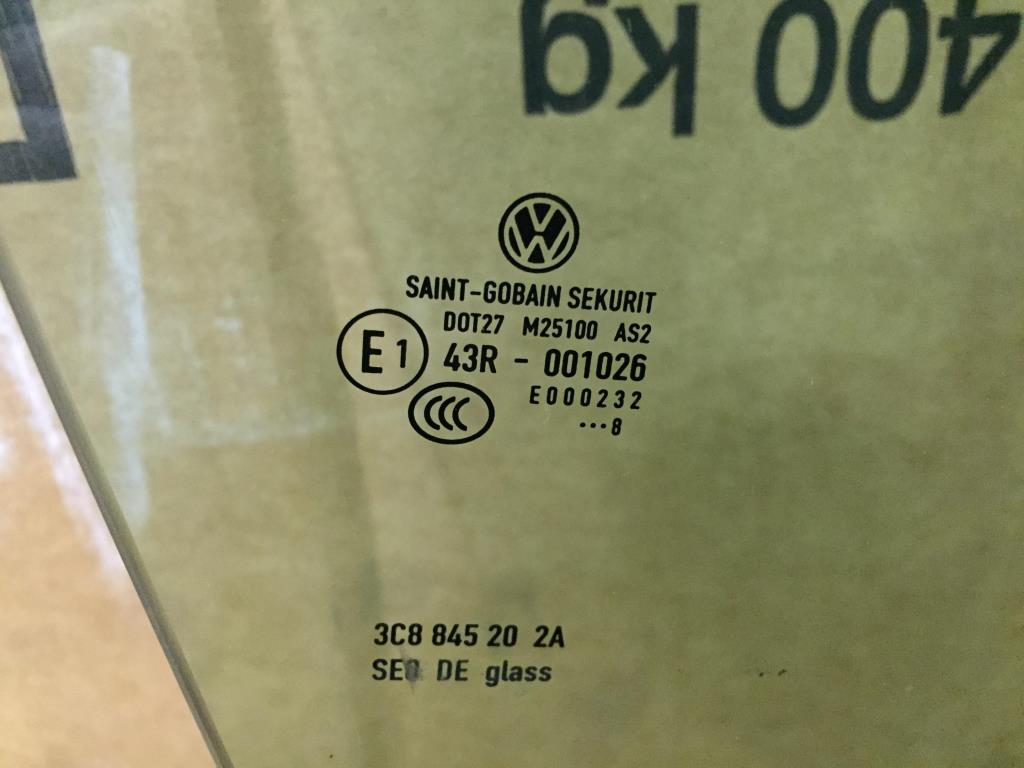 400 kg
SAINT-GOBAIN SEKURIT
DOT27 M25100 AS2
E1 43R - 001026
CCC E000232
...8
3C8 845 20 2A
DE glass